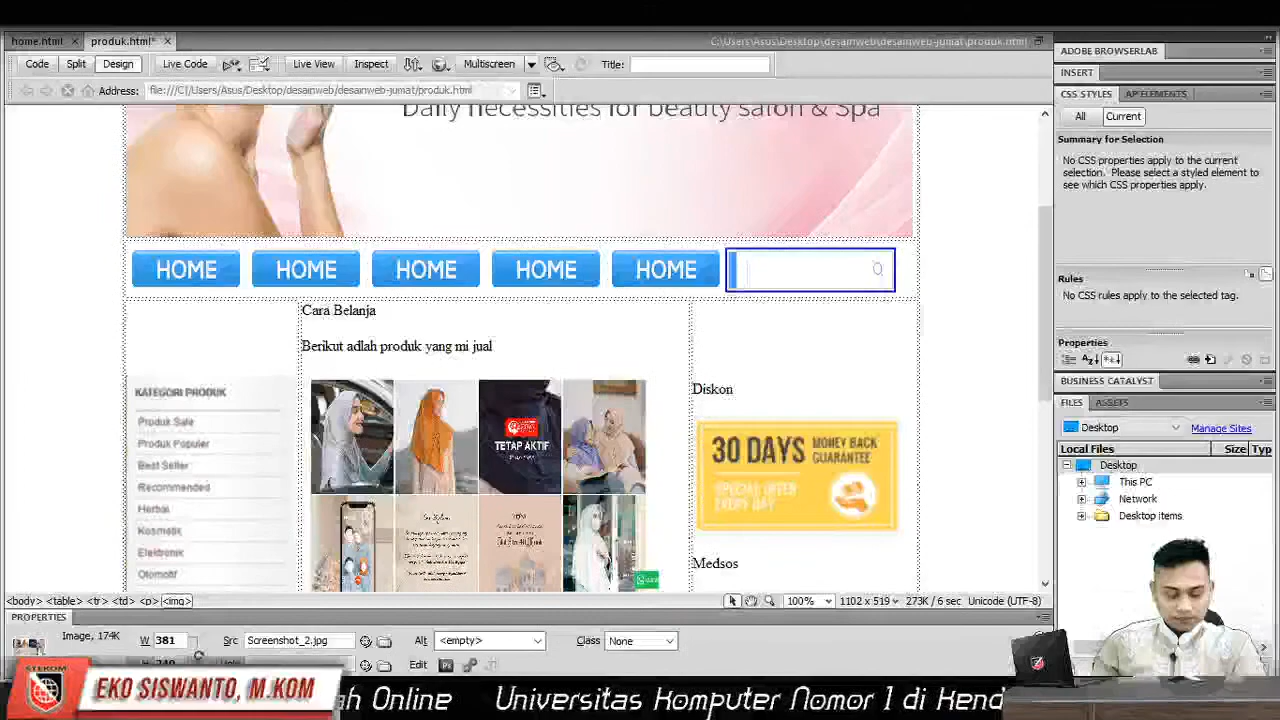 home.html × produk.html* × C:\Users\Asus\Desktop\desainweb\desainweb-jumat\produk.html
Code Split Design Live Code Live View Inspect Multiscreen Title:
Address: file:///C|/Users/Asus/Desktop/desainweb/desainweb-jumat/produk.html
Daily necessities for beauty salon & Spa
HOME HOME HOME HOME HOME
Cara Belanja
Berikut adlah produk yang mi jual
KATEGORI PRODUK
Produk Sale
Produk Populer
Best Seller
Recommended
Herbal
Kosmetik
Elektronik
Otomotif
TETAP AKTIF
Diskon
30 DAYS MONEY BACK GUARANTEE
SPECIAL OFFER
EVERY DAY
Medsos
<body> <table> <tr> <td> <p> <img> 100% 1102 x 519 273K / 6 sec Unicode (UTF-8)
PROPERTIES
Image, 174K W 381 Src Screenshot_2.jpg Alt <empty> Class None
Edit Ps
ADOBE BROWSERLAB
INSERT
CSS STYLES AP ELEMENTS
All Current
Summary for Selection
No CSS properties apply to the current
selection. Please select a styled element to
see which CSS properties apply.
Rules
No CSS rules apply to the selected tag.
Properties
BUSINESS CATALYST
FILES ASSETS
Desktop Manage Sites
Local Files Size Typ
Desktop
This PC
Network
Desktop items
STEKOM
EKO SISWANTO, M.KOM
ah Online Universitas Komputer Nomor 1 di Kend